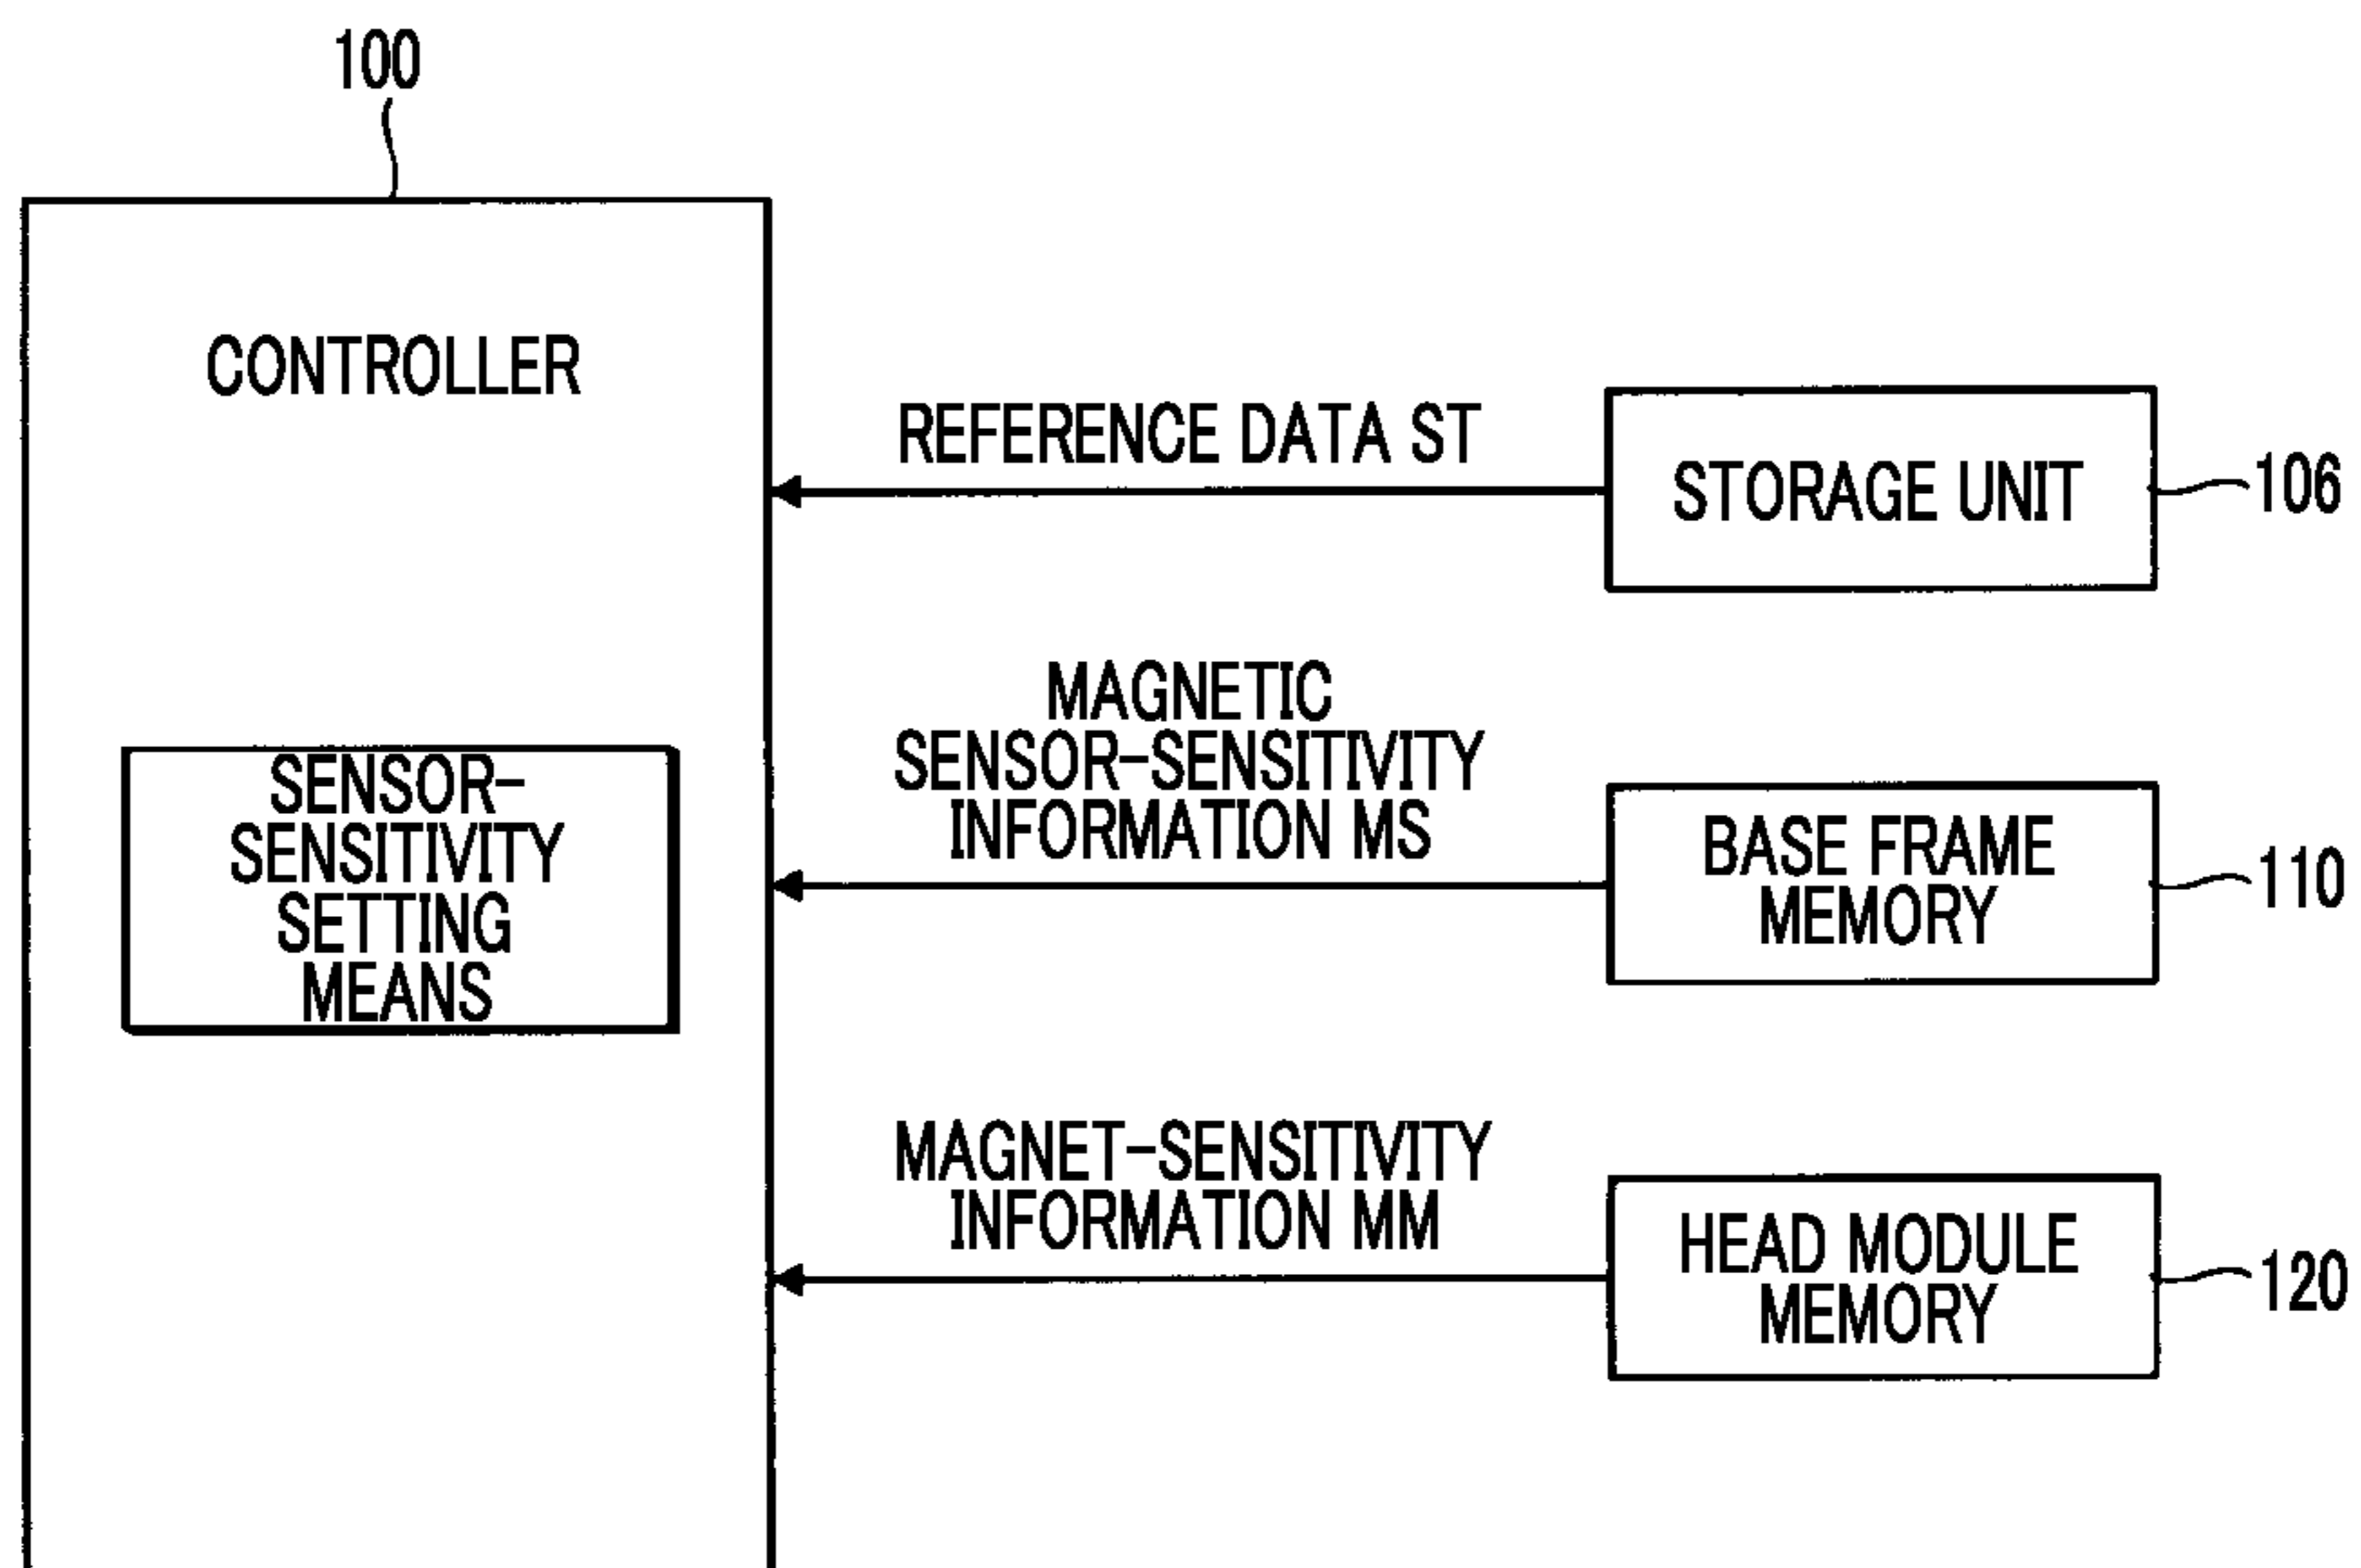 100
CONTROLLER
REFERENCE DATA ST
STORAGE UNIT
106
SENSOR-
SENSITIVITY
SETTING
MEANS
MAGNETIC
SENSOR-SENSITIVITY
INFORMATION MS
BASE FRAME
MEMORY
110
MAGNET-SENSITIVITY
INFORMATION MM
HEAD MODULE
MEMORY
120